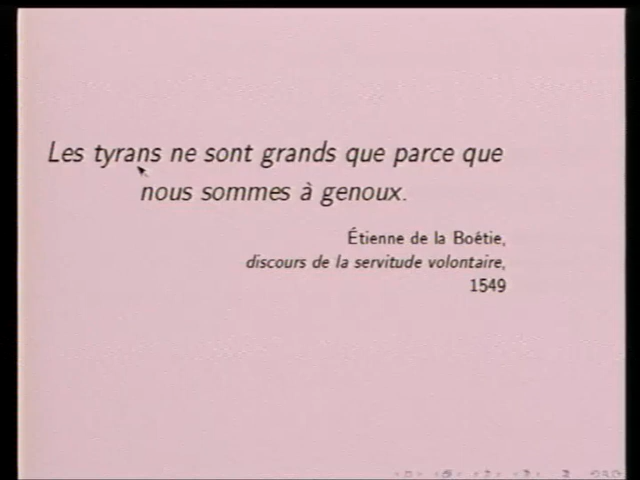 Les tyrans ne sont grands que parce que
nous sommes à genoux.
Étienne de la Boétie,
discours de la servitude volontaire,
1549